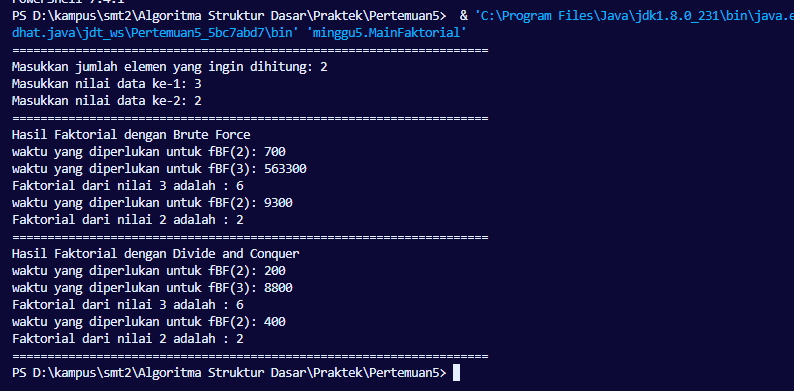 PowerShell 7.4.1
PS D:\kampus\smt2\Algoritma Struktur Dasar\Praktek\Pertemuan5>  & 'C:\Program Files\Java\jdk1.8.0_231\bin\java.e
dhat.java\jdt_ws\Pertemuan5_5bc7abd7\bin' 'minggu5.MainFaktorial'
================================================================
Masukkan jumlah elemen yang ingin dihitung: 2
Masukkan nilai data ke-1: 3
Masukkan nilai data ke-2: 2
================================================================
Hasil Faktorial dengan Brute Force
waktu yang diperlukan untuk fBF(2): 700
waktu yang diperlukan untuk fBF(3): 563300
Faktorial dari nilai 3 adalah : 6
waktu yang diperlukan untuk fBF(2): 9300
Faktorial dari nilai 2 adalah : 2
================================================================
Hasil Faktorial dengan Divide and Conquer
waktu yang diperlukan untuk fBF(2): 200
waktu yang diperlukan untuk fBF(3): 8800
Faktorial dari nilai 3 adalah : 6
waktu yang diperlukan untuk fBF(2): 400
Faktorial dari nilai 2 adalah : 2
================================================================
PS D:\kampus\smt2\Algoritma Struktur Dasar\Praktek\Pertemuan5>